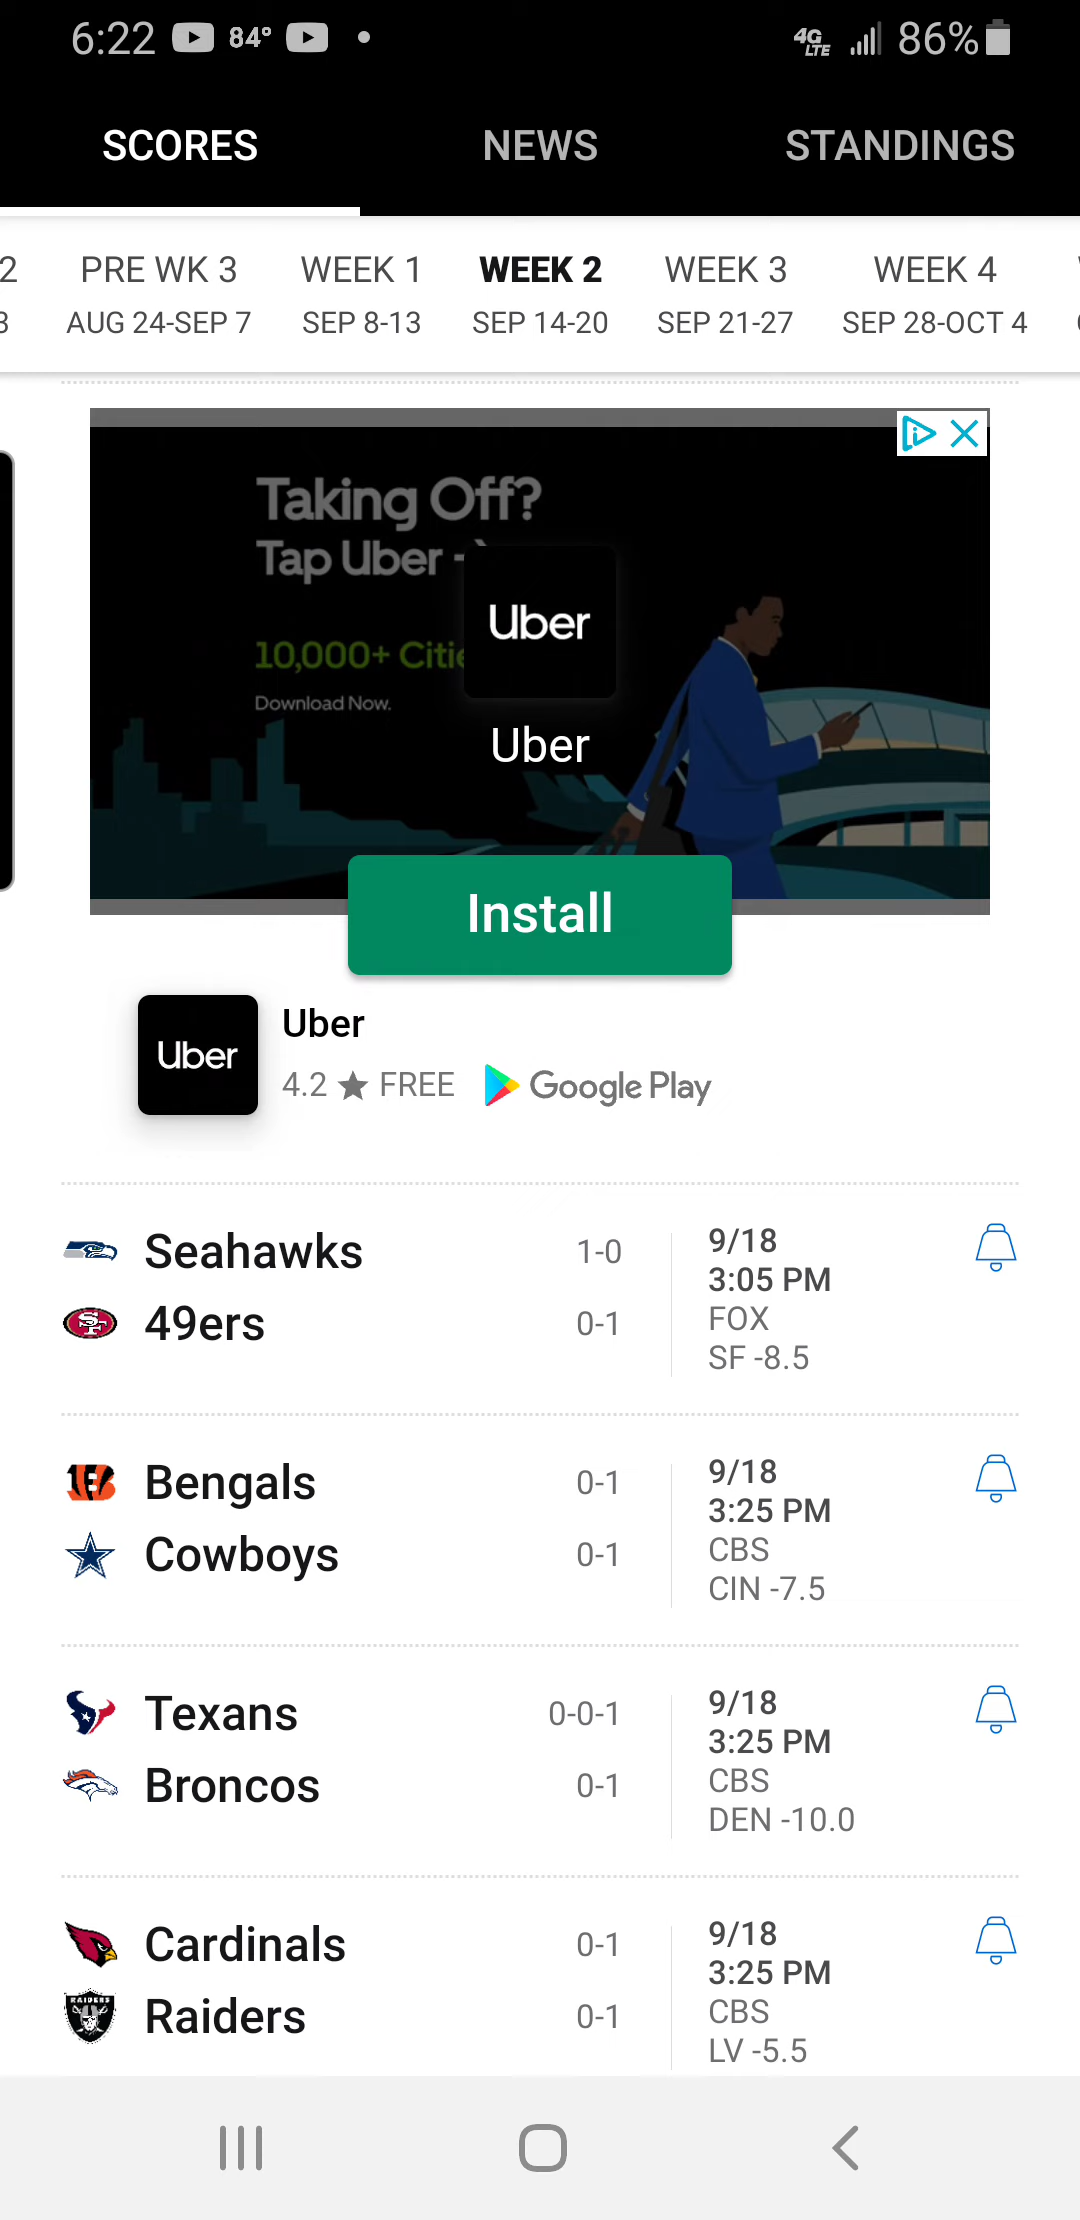 6:22 84° 4G LTE 86%
SCORES NEWS STANDINGS
2 PRE WK 3 WEEK 1 WEEK 2 WEEK 3 WEEK 4
AUG 24-SEP 7 SEP 8-13 SEP 14-20 SEP 21-27 SEP 28-OCT 4
Taking Off?
Tap Uber
Uber
10,000+ Citie
Download Now.
Uber
Install
Uber
Uber
4.2 ★ FREE Google Play
Seahawks 1-0
49ers 0-1
9/18
3:05 PM
FOX
SF -8.5
Bengals 0-1
Cowboys 0-1
9/18
3:25 PM
CBS
CIN -7.5
Texans 0-0-1
Broncos 0-1
9/18
3:25 PM
CBS
DEN -10.0
Cardinals 0-1
RAIDERS
Raiders 0-1
9/18
3:25 PM
CBS
LV -5.5